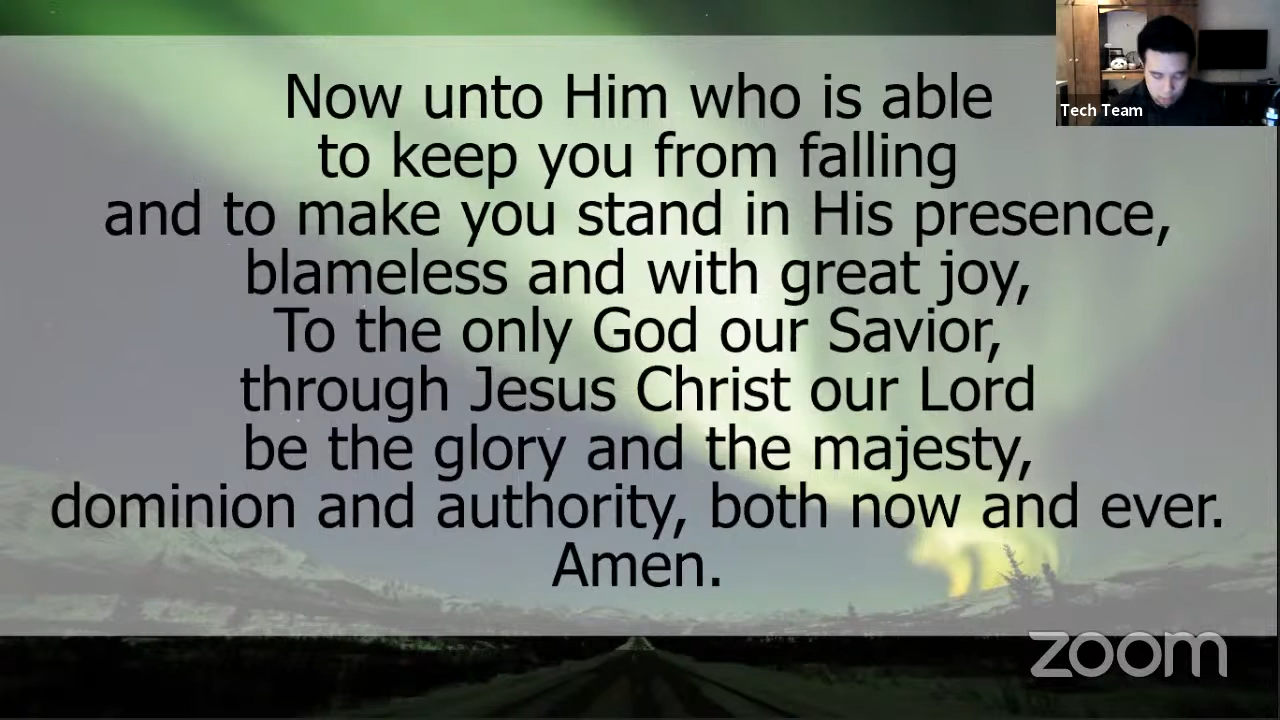 Now unto Him who is able
to keep you from falling
and to make you stand in His presence,
blameless and with great joy,
To the only God our Savior,
through Jesus Christ our Lord
be the glory and the majesty,
dominion and authority, both now and ever.
Amen.
Tech Team
zoom